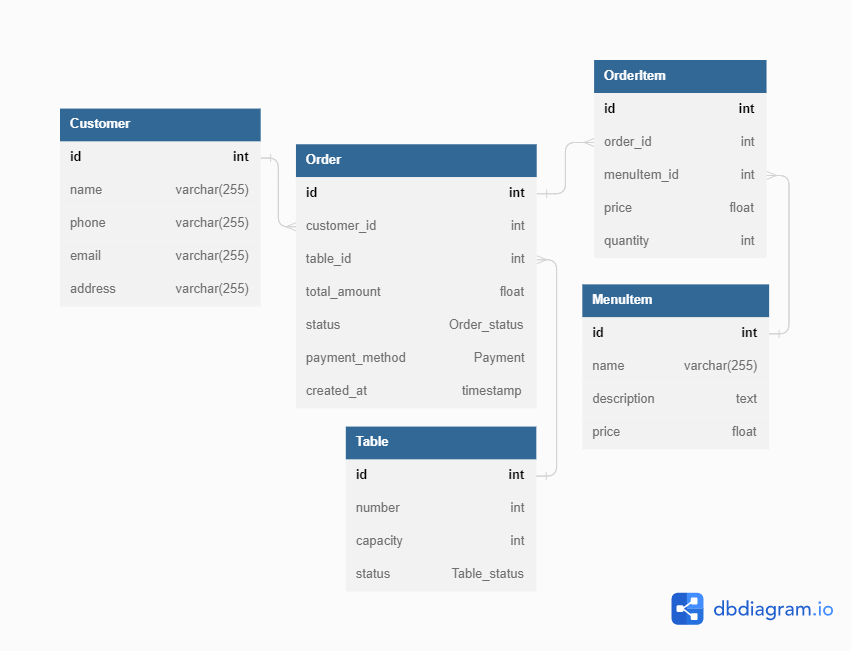 Customer
id int
name varchar(255)
phone varchar(255)
email varchar(255)
address varchar(255)
Order
id int
customer_id int
table_id int
total_amount float
status Order_status
payment_method Payment
created_at timestamp
Table
id int
number int
capacity int
status Table_status
OrderItem
id int
order_id int
menuItem_id int
price float
quantity int
MenuItem
id int
name varchar(255)
description text
price float
dbdiagram.io